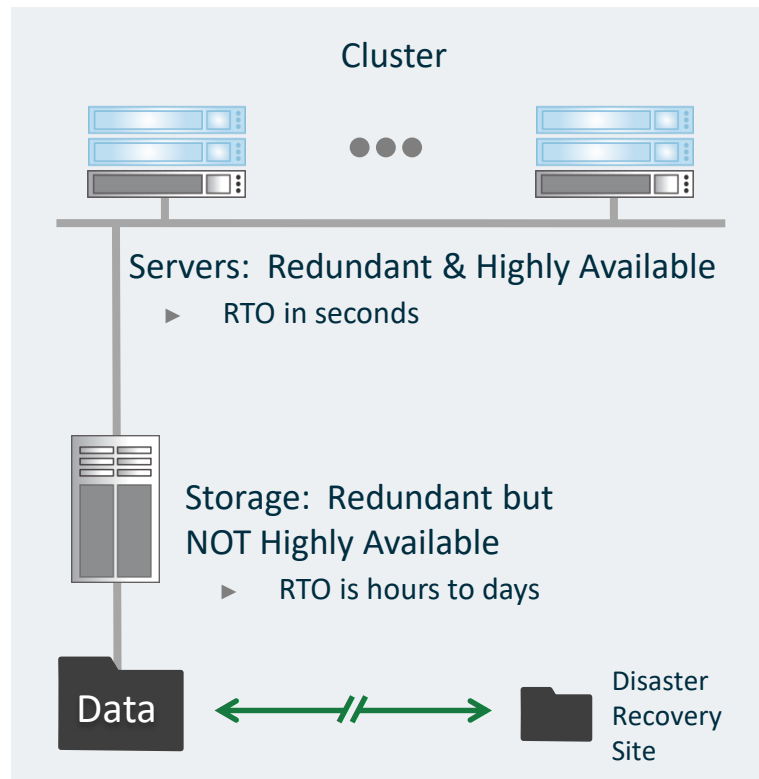 Cluster
Servers: Redundant & Highly Available
► RTO in seconds
Storage: Redundant but
NOT Highly Available
► RTO is hours to days
Data
Disaster
Recovery
Site